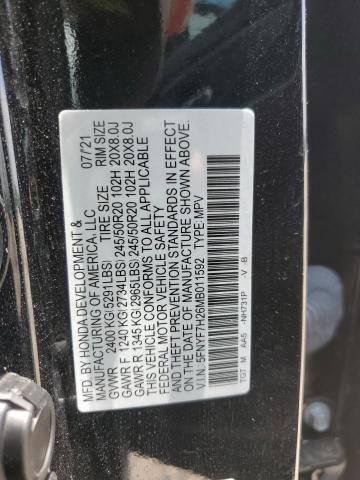 MFD. BY HONDA DEVELOPMENT & 07/21
MANUFACTURING OF AMERICA, LLC
TIRE SIZE RIM SIZE
GVWR 2400 KG(5291LBS)
GAWR F 1240 KG(2734LBS) 245/50R20 102H 20X8.0J
GAWR R 1345 KG(2965LBS) 245/50R20 102H 20X8.0J
THIS VEHICLE CONFORMS TO ALL APPLICABLE
FEDERAL MOTOR VEHICLE SAFETY
THEFT PREVENTION STANDARDS IN EFFECT
ON THE DATE OF MANUFACTURE SHOWN ABOVE.
V.I.N.: 5FNYF7H26MB011592 TYPE: MPV
TGT M AA5 -NH731P -V -B